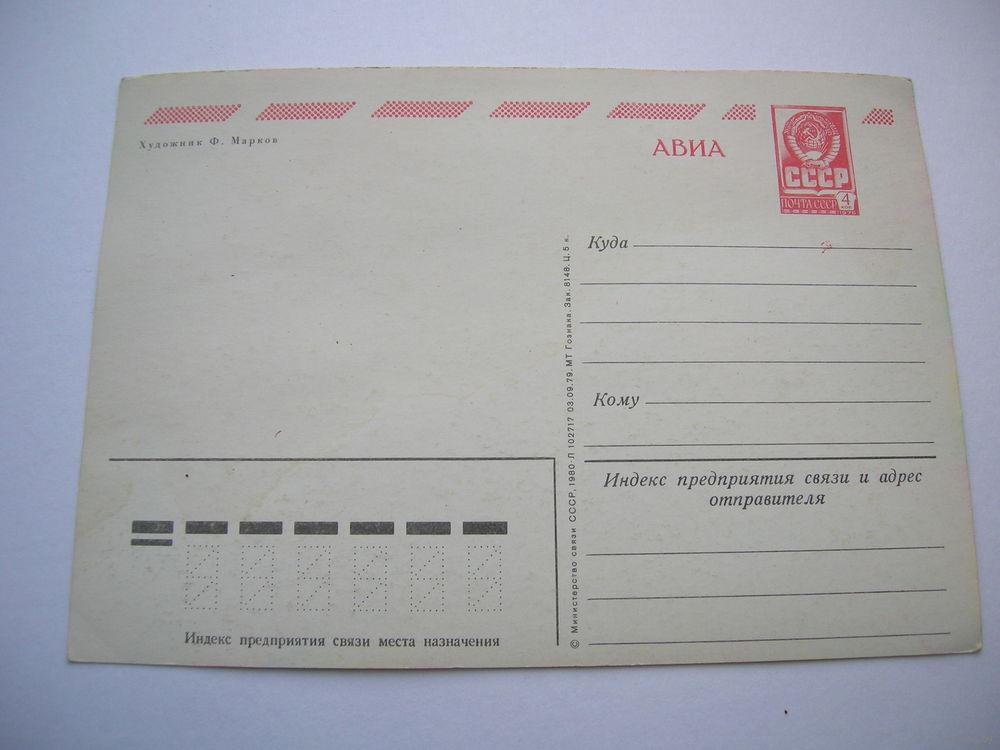 Художник Ф. Марков
АВИА
СССР
ПОЧТА СССР
4
КОП
1976
Куда
Кому
Индекс предприятия связи и адрес
отправителя
© Министерство связи СССР, 1980. Л 102717 03.09.79. МТ Гознака. Зак. 8148. Ц. 5 к.
Индекс предприятия связи места назначения